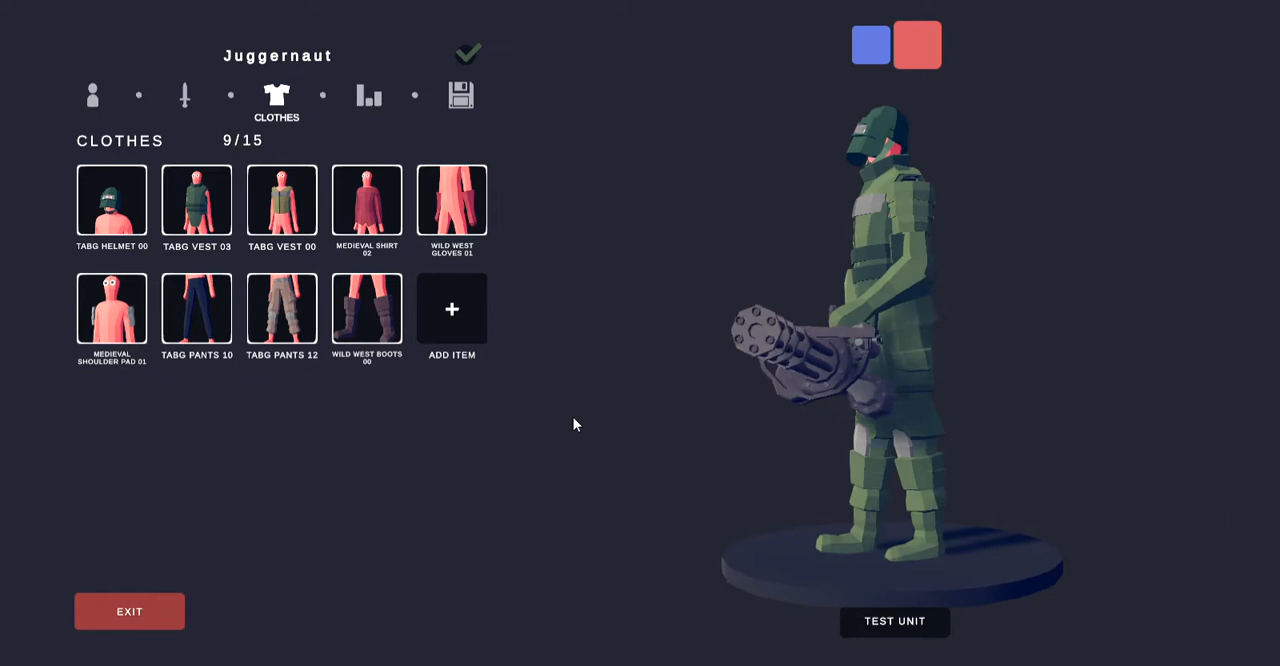 Juggernaut
CLOTHES
CLOTHES 9/15
TABG HELMET 00
TABG VEST 03
TABG VEST 00
MEDIEVAL SHIRT
02
WILD WEST
GLOVES 01
MEDIEVAL
SHOULDER PAD 01
TABG PANTS 10
TABG PANTS 12
WILD WEST BOOTS
00
+
ADD ITEM
EXIT
TEST UNIT